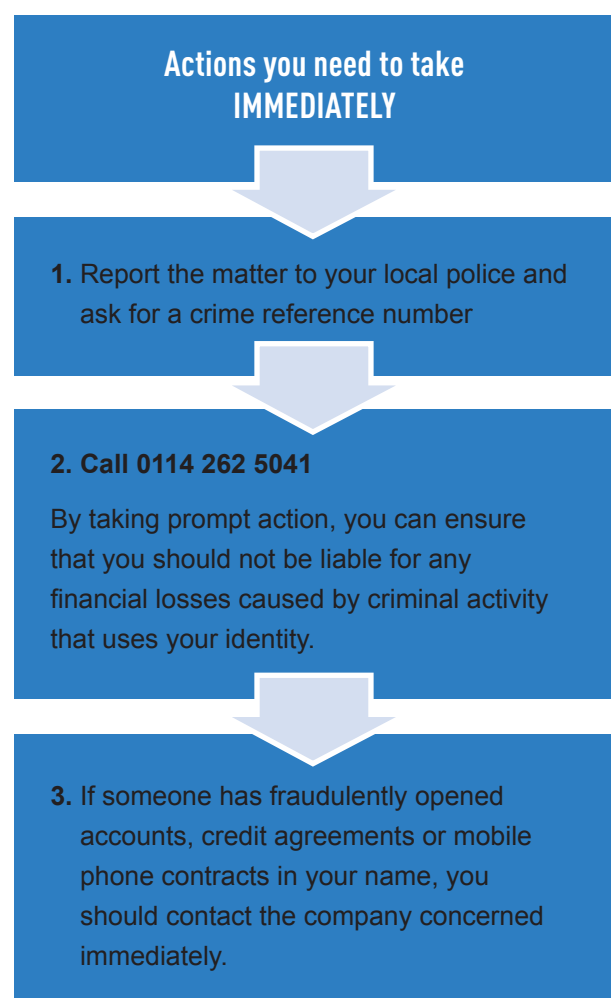 Actions you need to take
IMMEDIATELY
1. Report the matter to your local police and
ask for a crime reference number
2. Call 0114 262 5041
By taking prompt action, you can ensure
that you should not be liable for any
financial losses caused by criminal activity
that uses your identity.
3. If someone has fraudulently opened
accounts, credit agreements or mobile
phone contracts in your name, you
should contact the company concerned
immediately.